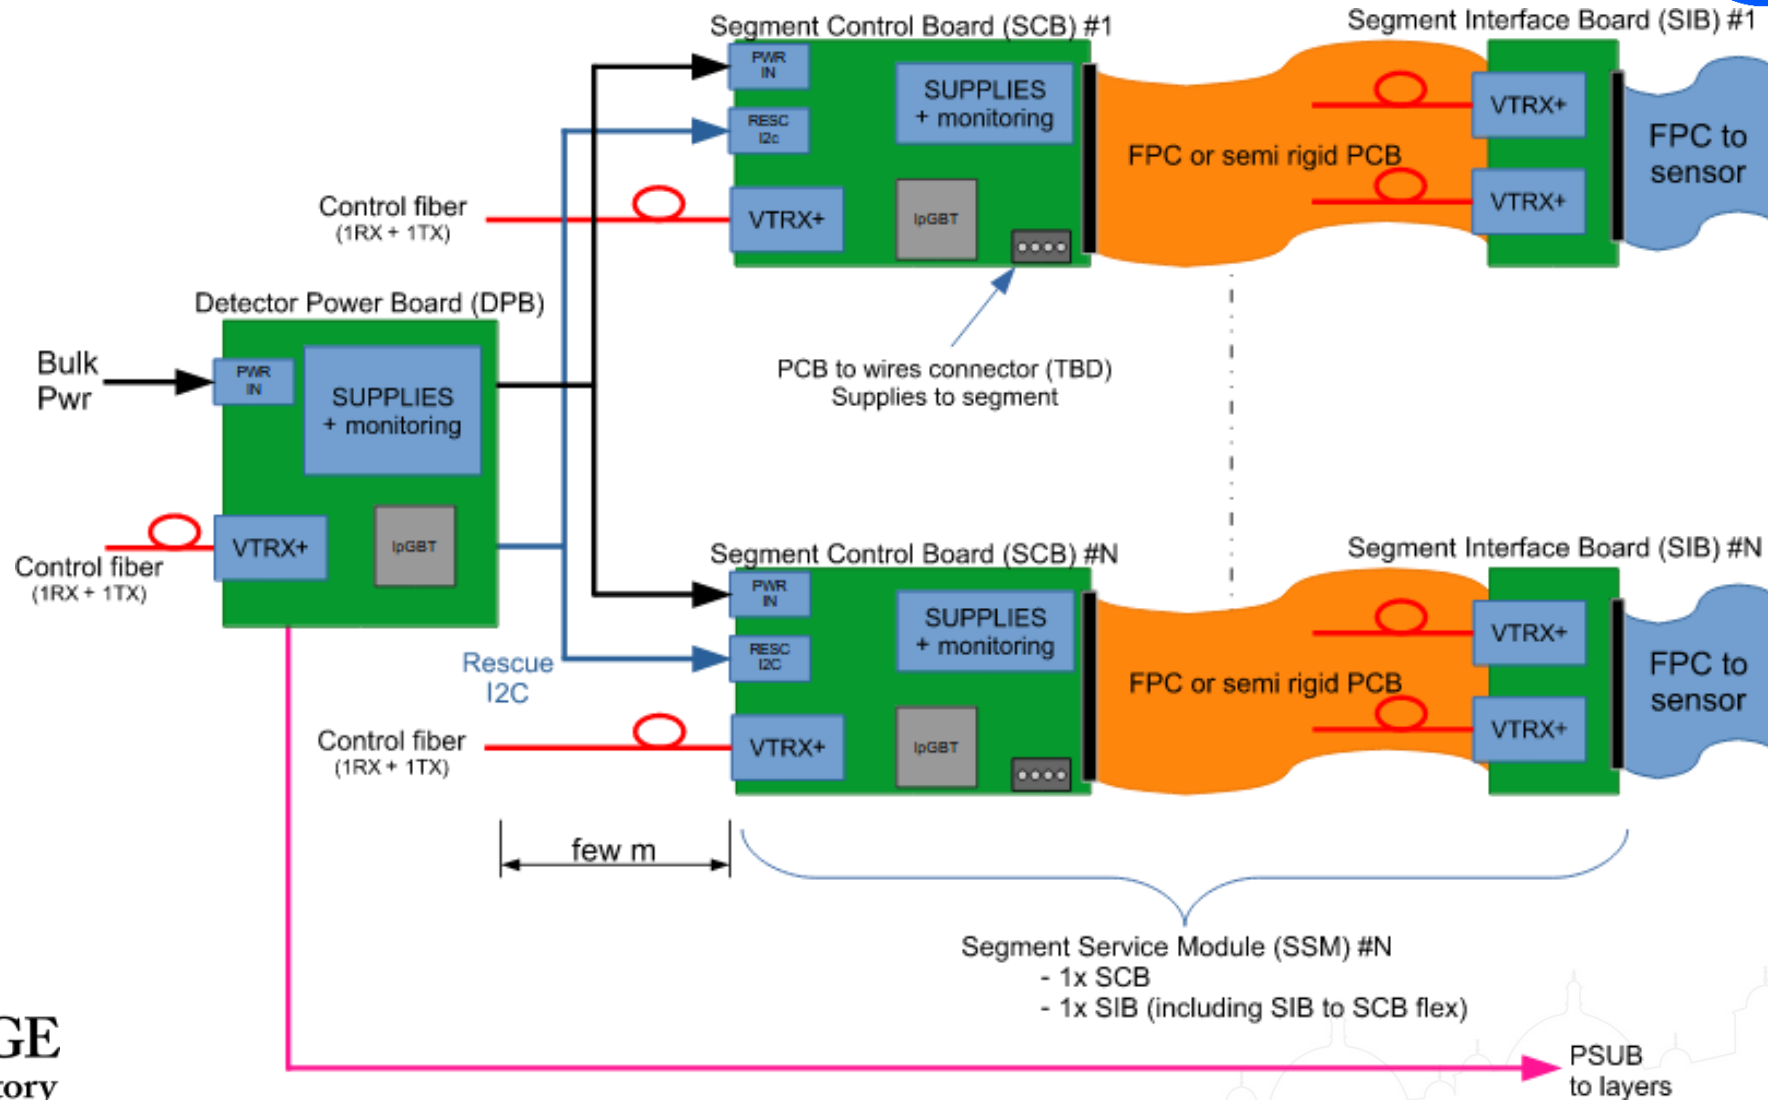 Segment Control Board (SCB) #1
Segment Interface Board (SIB) #1
PWR
IN
SUPPLIES
+ monitoring
RESC
I2c
VTRX+
lpGBT
Control fiber
(1RX + 1TX)
FPC or semi rigid PCB
VTRX+
VTRX+
FPC to
sensor
PCB to wires connector (TBD)
Supplies to segment
Detector Power Board (DPB)
Bulk
Pwr
PWR
IN
SUPPLIES
+ monitoring
VTRX+
lpGBT
Control fiber
(1RX + 1TX)
Rescue
I2C
Segment Control Board (SCB) #N
Segment Interface Board (SIB) #N
PWR
IN
SUPPLIES
+ monitoring
RESC
I2C
VTRX+
lpGBT
Control fiber
(1RX + 1TX)
FPC or semi rigid PCB
VTRX+
VTRX+
FPC to
sensor
few m
Segment Service Module (SSM) #N
- 1x SCB
- 1x SIB (including SIB to SCB flex)
PSUB
to layers
GE
tory